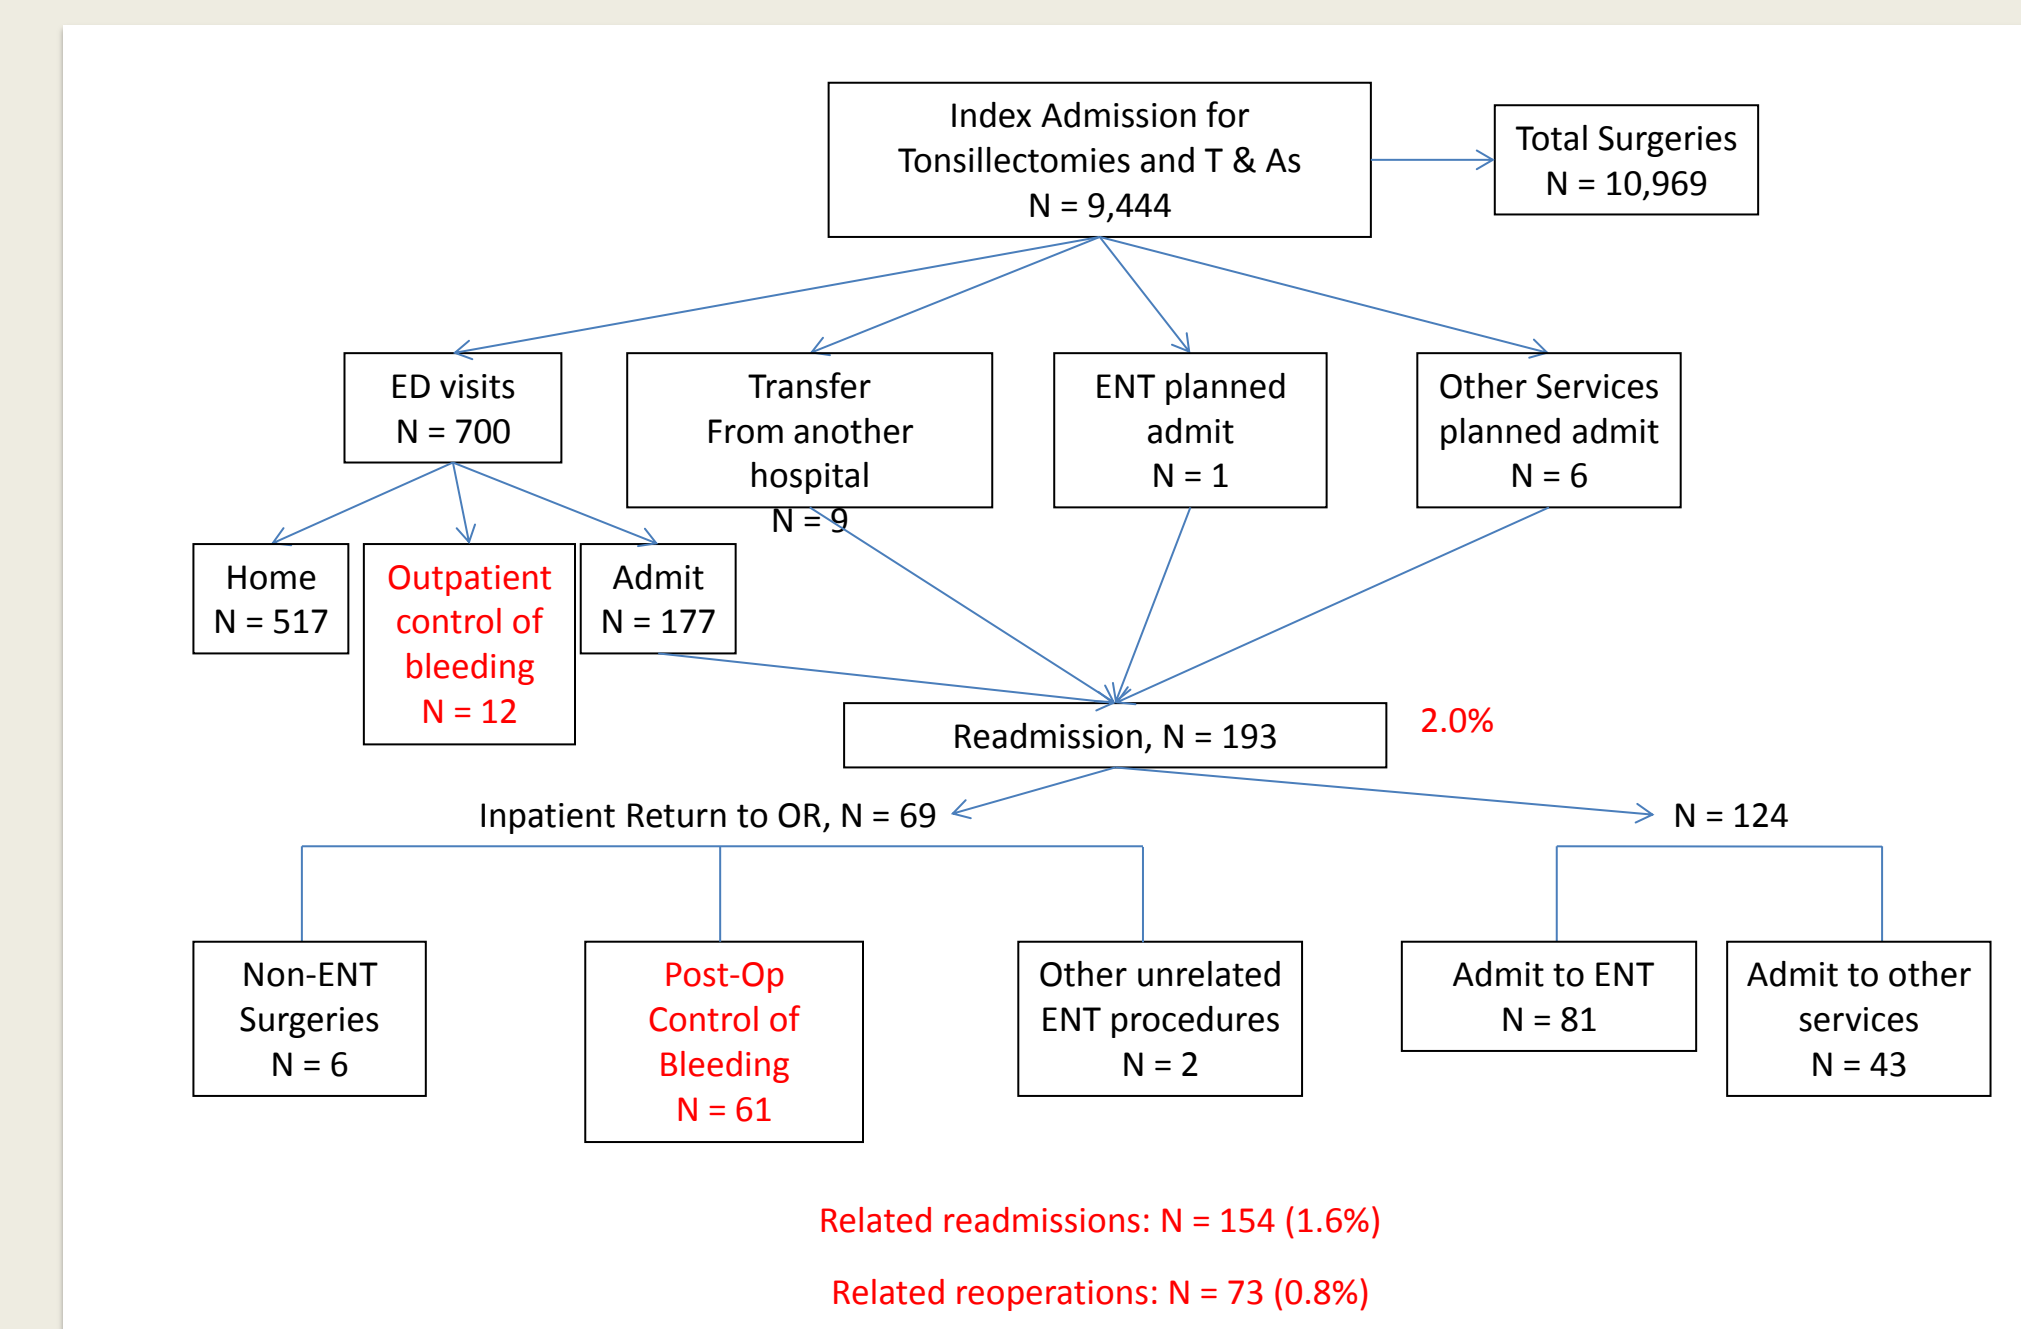 Index Admission for
Tonsillectomies and T & As
N = 9,444
Total Surgeries
N = 10,969
ED visits
N = 700
Transfer
From another
hospital
N = 9
ENT planned
admit
N = 1
Other Services
planned admit
N = 6
Home
N = 517
Outpatient
control of
bleeding
N = 12
Admit
N = 177
Readmission, N = 193
2.0%
Inpatient Return to OR, N = 69
N = 124
Non-ENT
Surgeries
N = 6
Post-Op
Control of
Bleeding
N = 61
Other unrelated
ENT procedures
N = 2
Admit to ENT
N = 81
Admit to other
services
N = 43
Related readmissions: N = 154 (1.6%)
Related reoperations: N = 73 (0.8%)